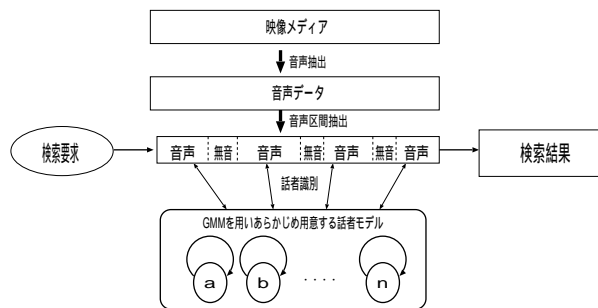 映像メディア
音声抽出
音声データ
音声区間抽出
検索要求
音声 無音 音声 無音 音声 無音 音声
検索結果
話者識別
GMMを用いあらかじめ用意する話者モデル
a b ････ n